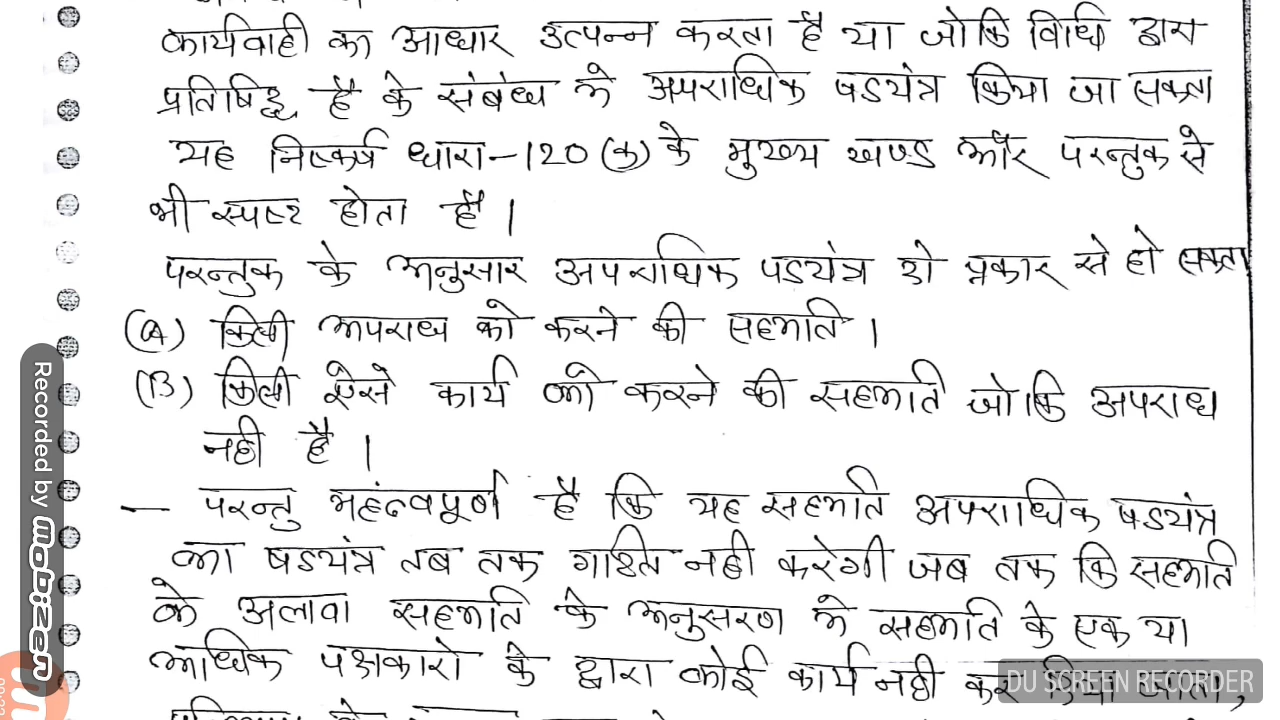 कार्यवाही का आधार उत्पन्न करता है या जोकि विधि द्वारा
प्रतिषिद्ध है के संबंध मे अपराधिक षडयंत्र किया जा सकता
यह निष्कर्ष धारा-120 (क) के मुख्य खण्ड और परन्तुक से
भी स्पष्ट होता है।
परन्तुक के अनुसार अपराधिक षडयंत्र दो प्रकार से हो सकता
(A) किसी अपराध को करने की सहमति।
(B) किसी ऐसे कार्य को करने की सहमति जोकि अपराध
नही है।
— परन्तु महंत्वपूर्ण है कि यह सहमति अपराधिक षडयंत्र
का षडयंत्र तब तक गठित नही करेगी जब तक कि सहमति
के अलावा सहमति के अनुसरण मे सहमति के एक या
अधिक पक्षकारो के द्वारा कोई कार्य नही कर दिया जाता,
Recorded by mobizen
DU SCREEN RECORDER